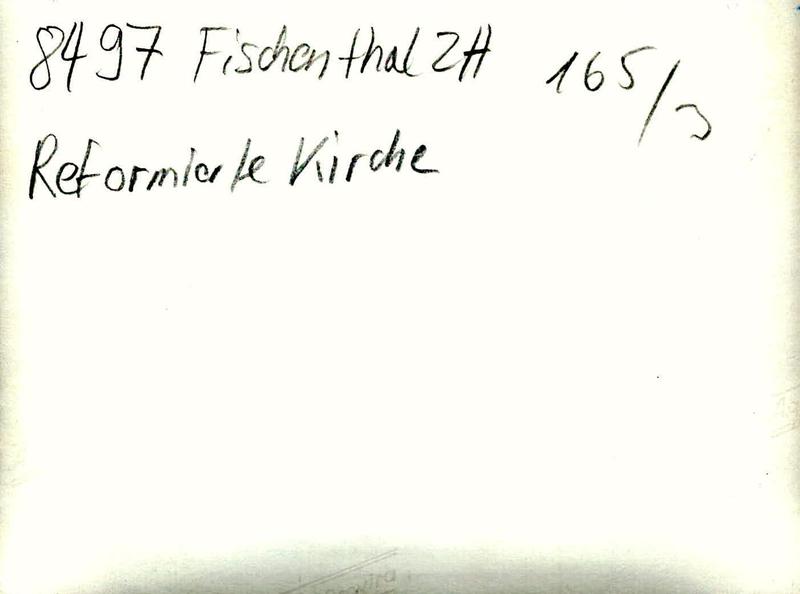 8497 Fischenthal ZH 165/3
Reformierte Kirche